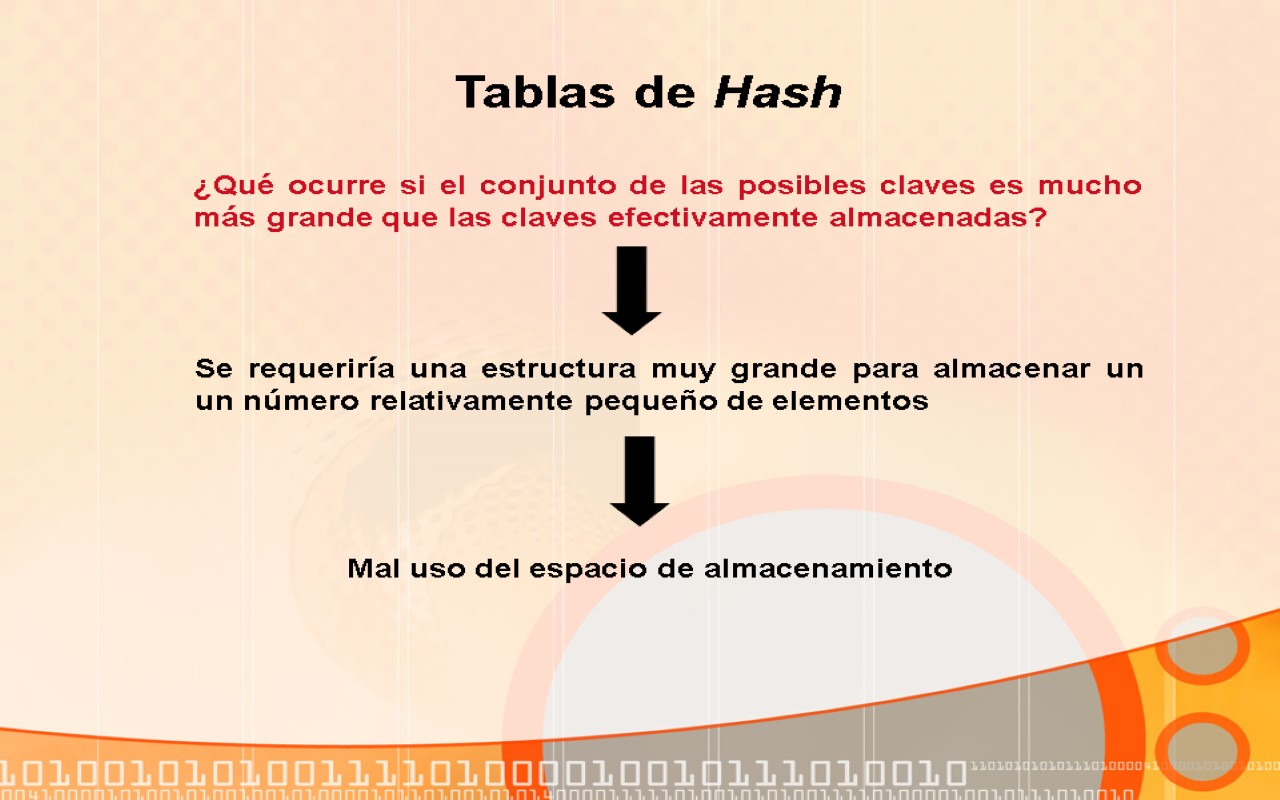 Tablas de Hash
¿Qué ocurre si el conjunto de las posibles claves es mucho
más grande que las claves efectivamente almacenadas?
Se requeriría una estructura muy grande para almacenar un
un número relativamente pequeño de elementos
Mal uso del espacio de almacenamiento